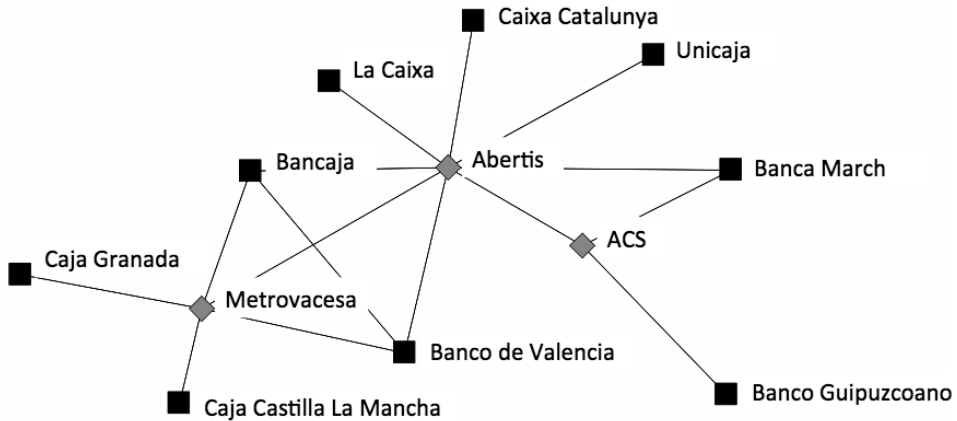 Caixa Catalunya
Unicaja
La Caixa
Bancaja
Abertis
Banca March
ACS
Caja Granada
Metrovacesa
Banco de Valencia
Banco Guipuzcoano
Caja Castilla La Mancha